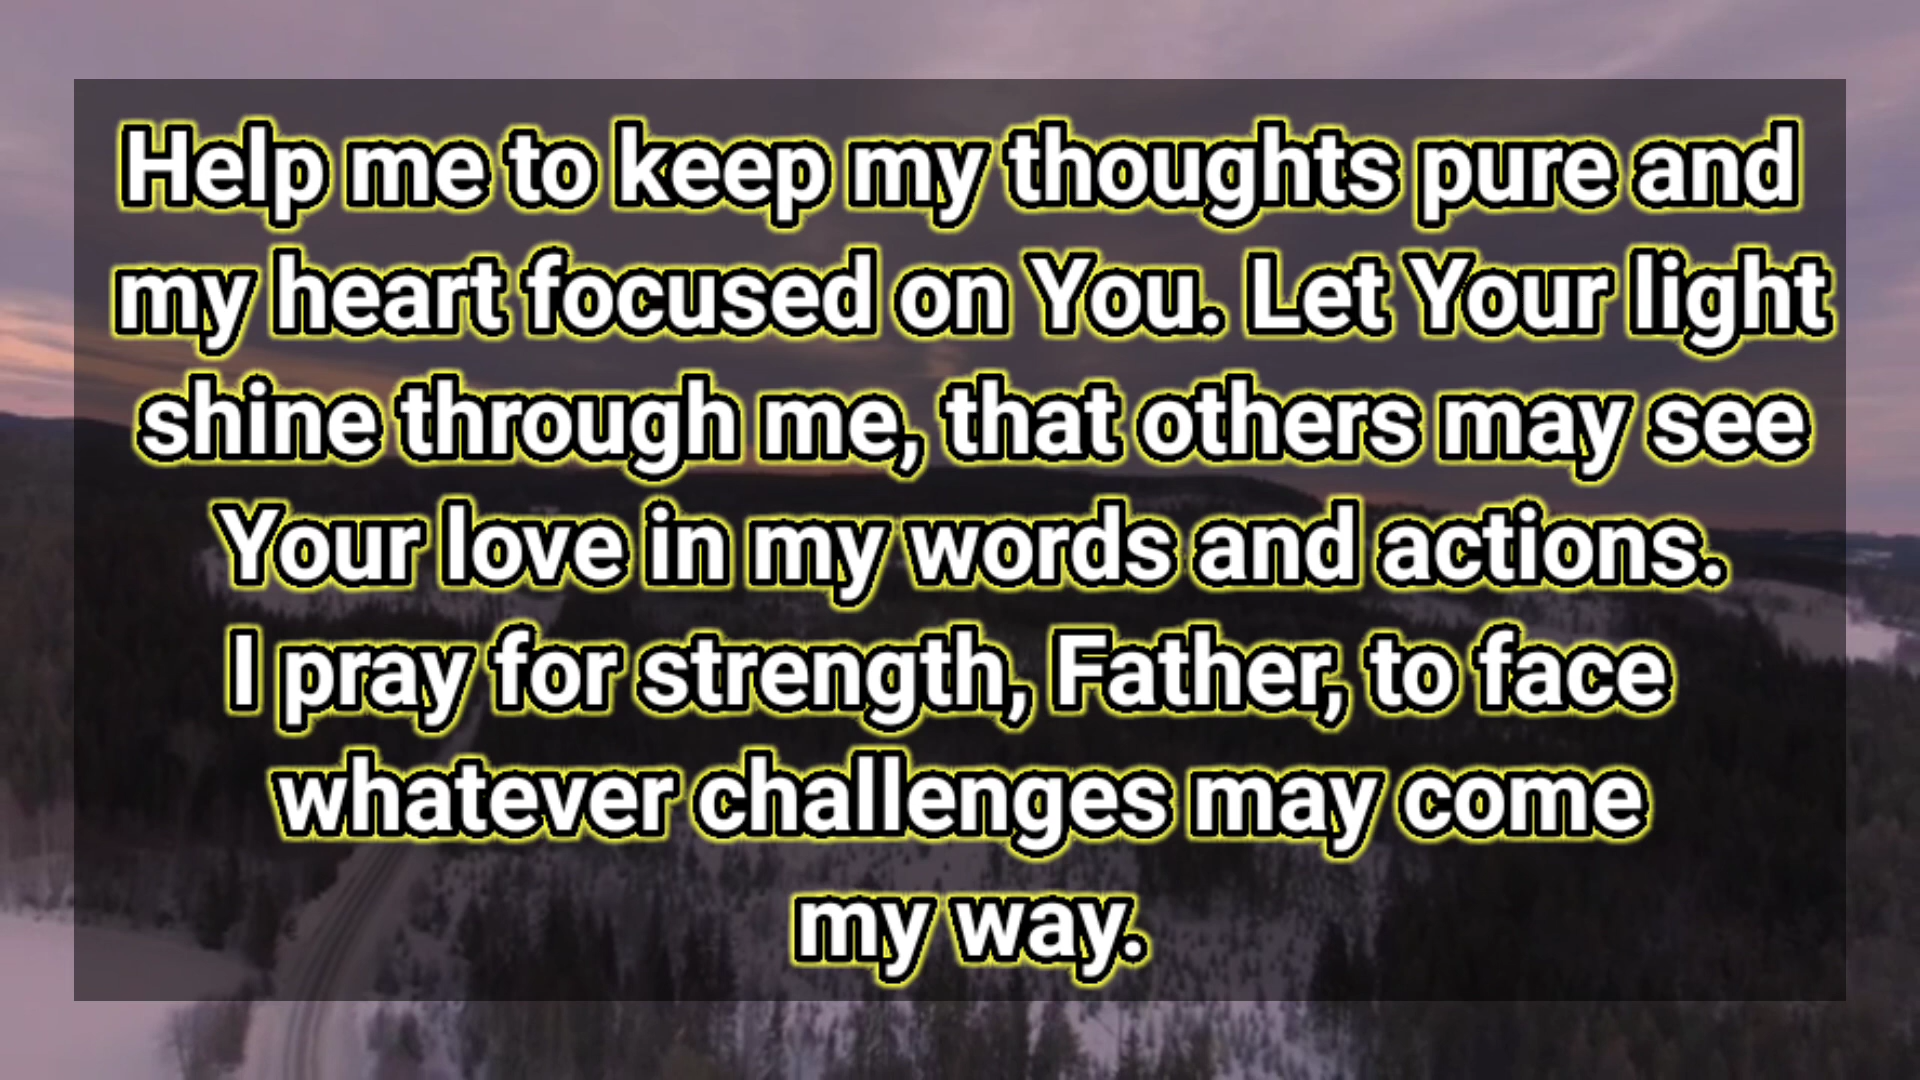 Help me to keep my thoughts pure and
my heart focused on You. Let Your light
shine through me, that others may see
Your love in my words and actions.
I pray for strength, Father, to face
whatever challenges may come
my way.